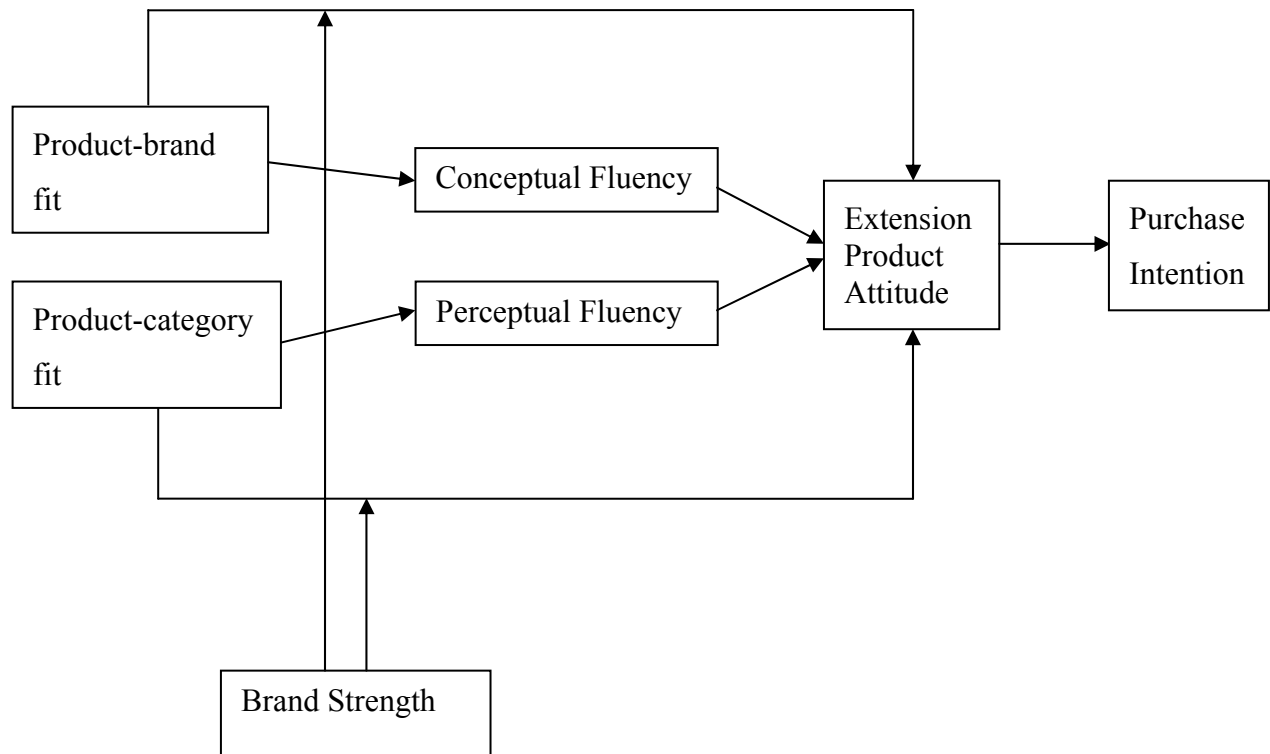 Product-brand
fit
Conceptual Fluency
Extension
Product
Attitude
Purchase
Intention
Product-category
fit
Perceptual Fluency
Brand Strength